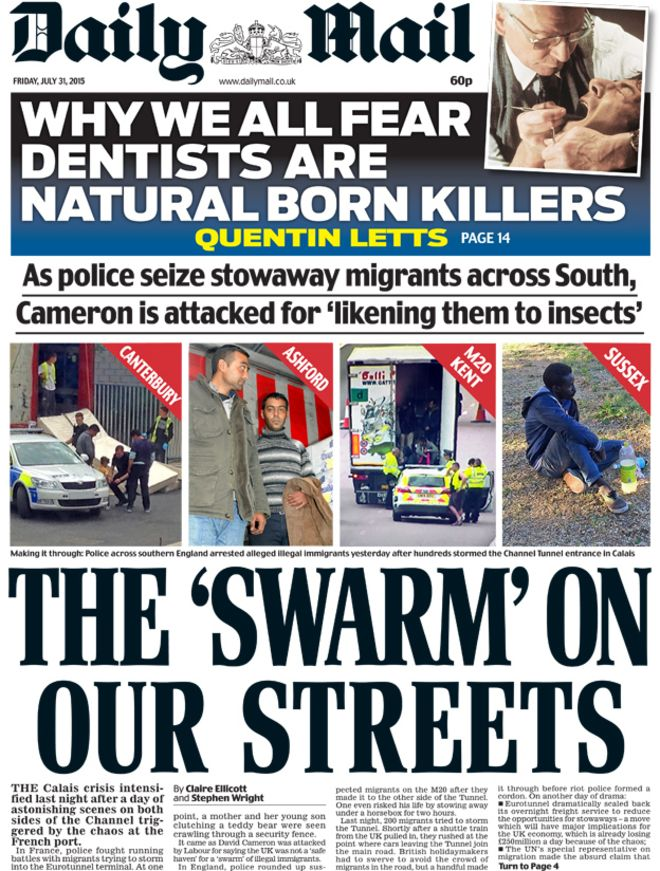 Daily Mail
FRIDAY, JULY 31, 2015
www.dailymail.co.uk
60p
WHY WE ALL FEAR
DENTISTS ARE
NATURAL BORN KILLERS
QUENTIN LETTS PAGE 14
As police seize stowaway migrants across South,
Cameron is attacked for ‘likening them to insects’
CANTERBURY
ASHFORD
M20
KENT
SUSSEX
Making it through: Police across southern England arrested alleged illegal immigrants yesterday after hundreds stormed the Channel Tunnel entrance in Calais
THE ‘SWARM’ ON
OUR STREETS
THE Calais crisis intensi-
fied last night after a day of
astonishing scenes on both
sides of the Channel trig-
gered by the chaos at the
French port.
In France, police fought running
battles with migrants trying to storm
into the Eurotunnel terminal. At one
By Claire Ellicott
and Stephen Wright
point, a mother and her young son
clutching a teddy bear were seen
crawling through a security fence.
It came as David Cameron was attacked
by Labour for saying the UK was not a ‘safe
haven’ for a ‘swarm’ of illegal immigrants.
In England, police rounded up sus-
pected migrants on the M20 after they
made it to the other side of the Tunnel.
One even risked his life by stowing away
under a horsebox for two hours.
Last night, 200 migrants tried to storm
the Tunnel. Shortly after a shuttle train
from the UK pulled in, they rushed at the
point where cars leaving the Tunnel join
the main road. British holidaymakers
had to swerve to avoid the crowd of
migrants in the road, but a handful made
it through before riot police formed a
cordon. On another day of drama:
■ Eurotunnel dramatically sealed back
its overnight freight service to reduce
the opportunities for stowaways – a move
which will have major implications for
the UK economy, which is already losing
£250million a day because of the chaos;
■ The UN’s special representative on
migration made the absurd claim that
Turn to Page 4